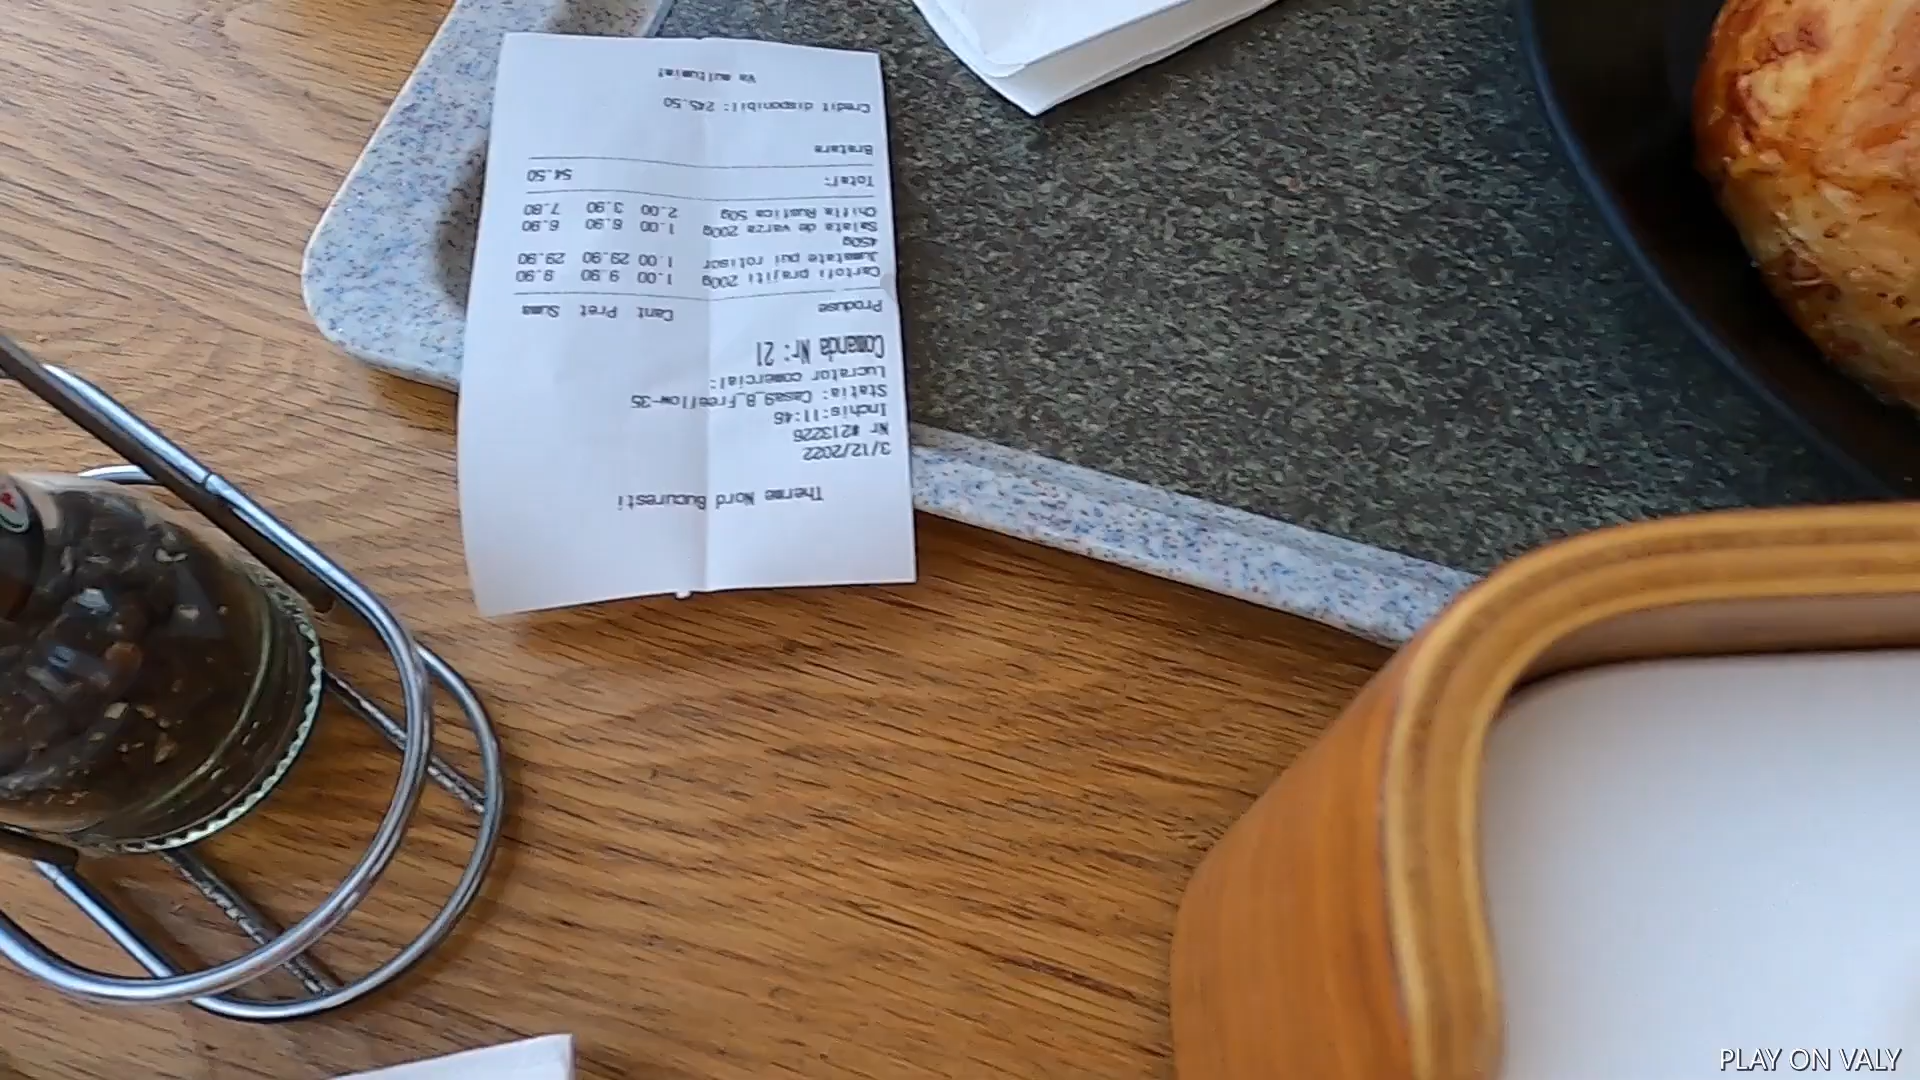 Therme Nord Bucuresti
3/12/2022
Nr #213226
Inchis:11:46
Statia: Casa9_B_Freeflow-35
Lucrator comercial:
Comanda Nr: 21
Produse Cant Pret Suma
Cartofi prajiti 200g 1.00 9.90 9.90
Jumatate pui rotisor 1.00 29.90 29.90
450g
Salata de varza 200g 1.00 6.90 6.90
Chifla Rustica 50g 2.00 3.90 7.80
Total: 54.50
Bratara
Credit disponibil: 245.50
Va multumim!
PLAY ON VALY